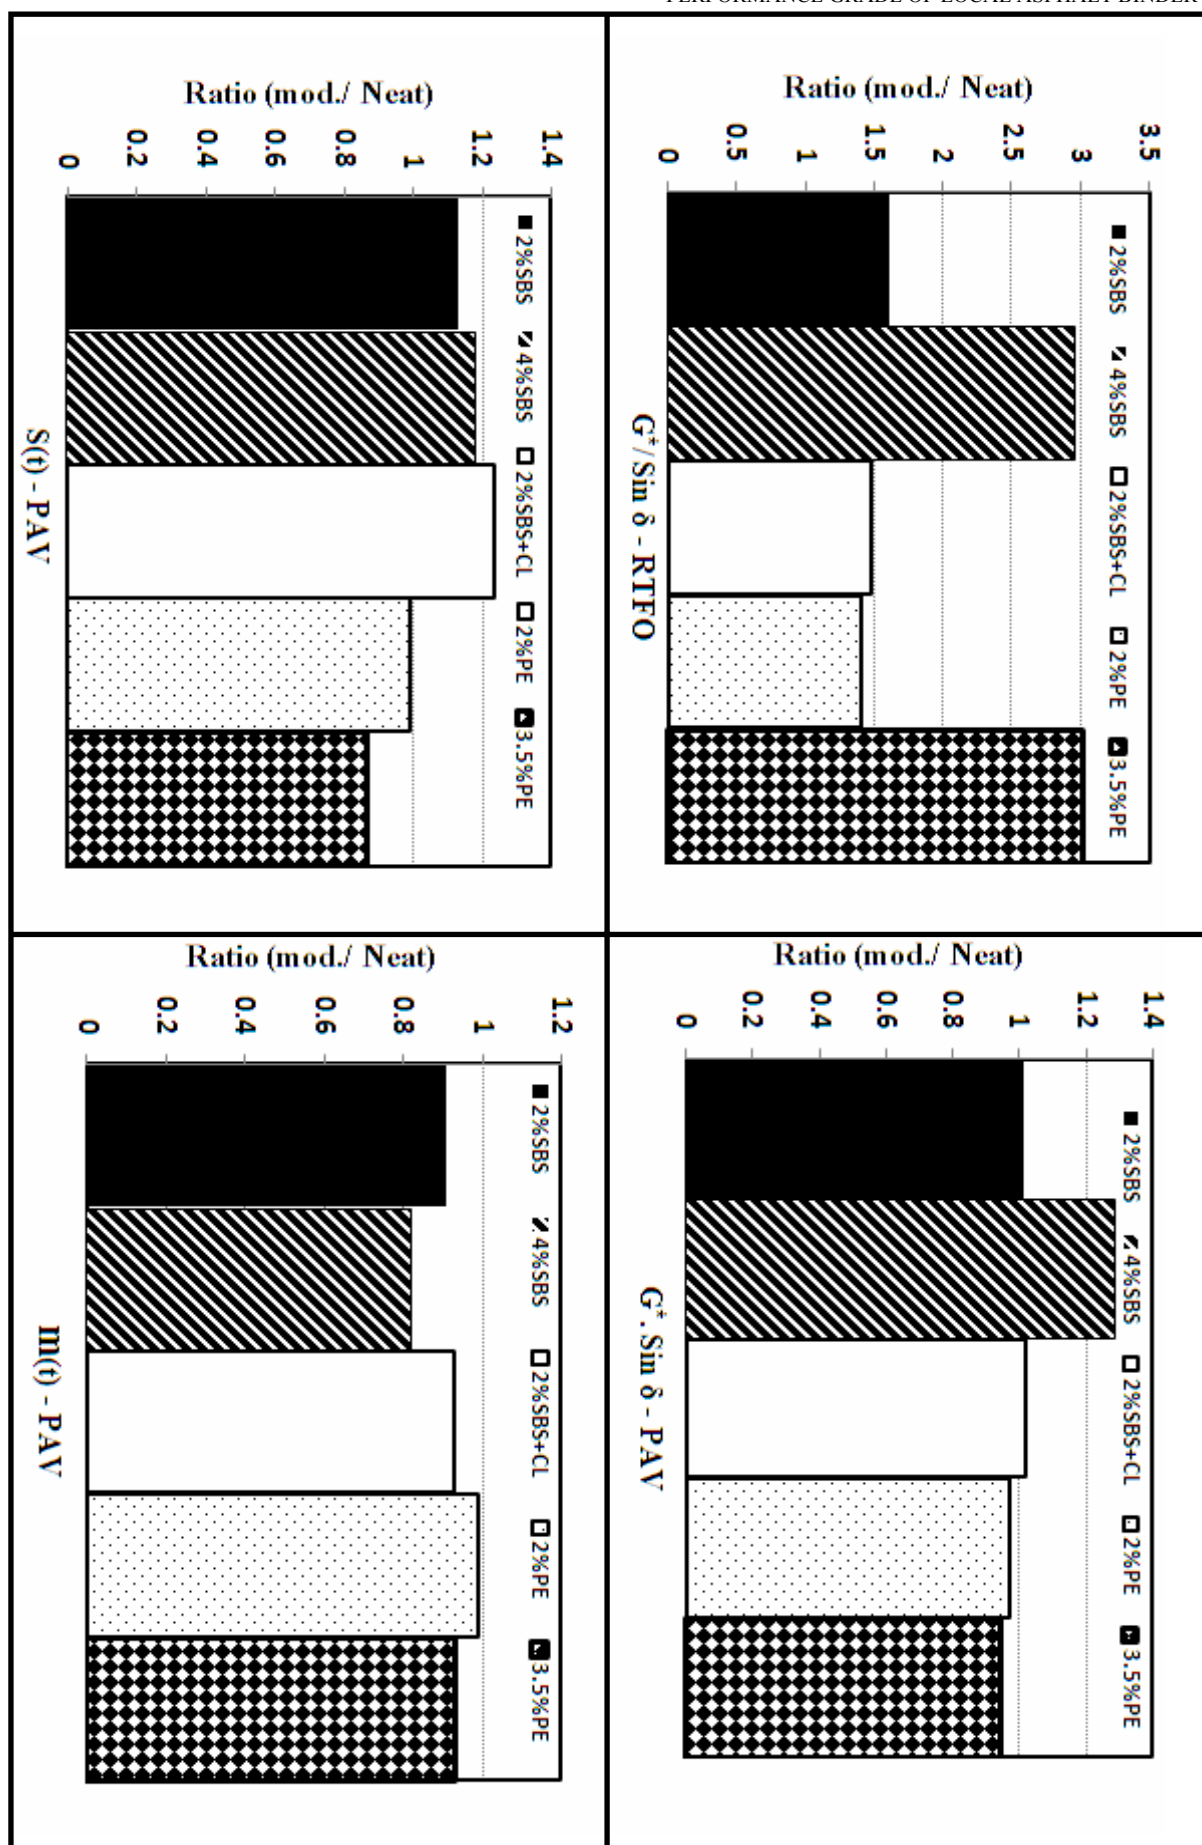 PERFORMANCE GRADE OF LOCAL ASPHALT BINDER
Ratio (mod./ Neat)
3.5
3
2.5
2
1.5
1
0.5
0
2%SBS 4%SBS 2%SBS+CL 2%PE 3.5%PE
G*/ Sin δ - RTFO
Ratio (mod./ Neat)
1.4
1.2
1
0.8
0.6
0.4
0.2
0
2%SBS 4%SBS 2%SBS+CL 2%PE 3.5%PE
G*. Sin δ - PAV
Ratio (mod./ Neat)
1.4
1.2
1
0.8
0.6
0.4
0.2
0
2%SBS 4%SBS 2%SBS+CL 2%PE 3.5%PE
S(t) - PAV
Ratio (mod./ Neat)
1.2
1
0.8
0.6
0.4
0.2
0
2%SBS 4%SBS 2%SBS+CL 2%PE 3.5%PE
m(t) - PAV